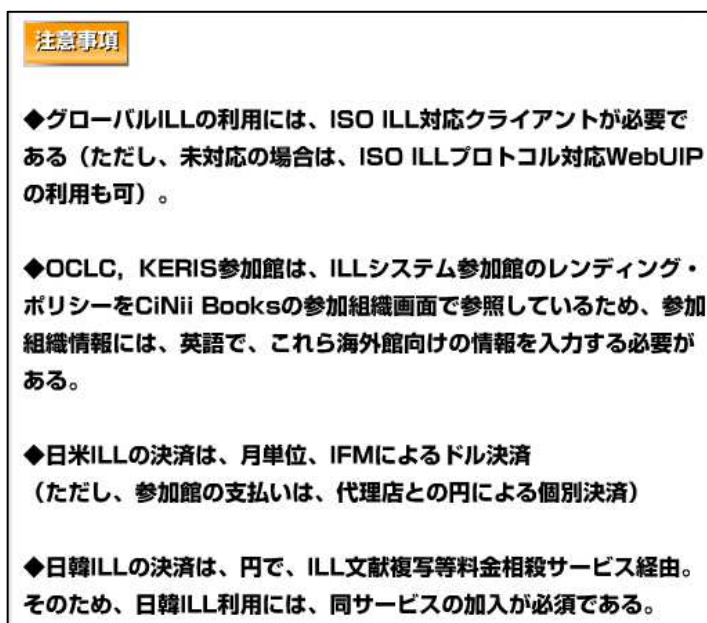 注意事項
◆グローバルILLの利用には、ISO ILL対応クライアントが必要で
ある（ただし、未対応の場合は、ISO ILLプロトコル対応WebUIP
の利用も可）。
◆OCLC，KERIS参加館は、ILLシステム参加館のレンディング・
ポリシーをCiNii Booksの参加組織画面で参照しているため、参加
組織情報には、英語で、これら海外館向けの情報を入力する必要が
ある。
◆日米ILLの決済は、月単位、IFMによるドル決済
（ただし、参加館の支払いは、代理店との円による個別決済）
◆日韓ILLの決済は、円で、ILL文献複写等料金相殺サービス経由。
そのため、日韓ILL利用には、同サービスの加入が必須である。